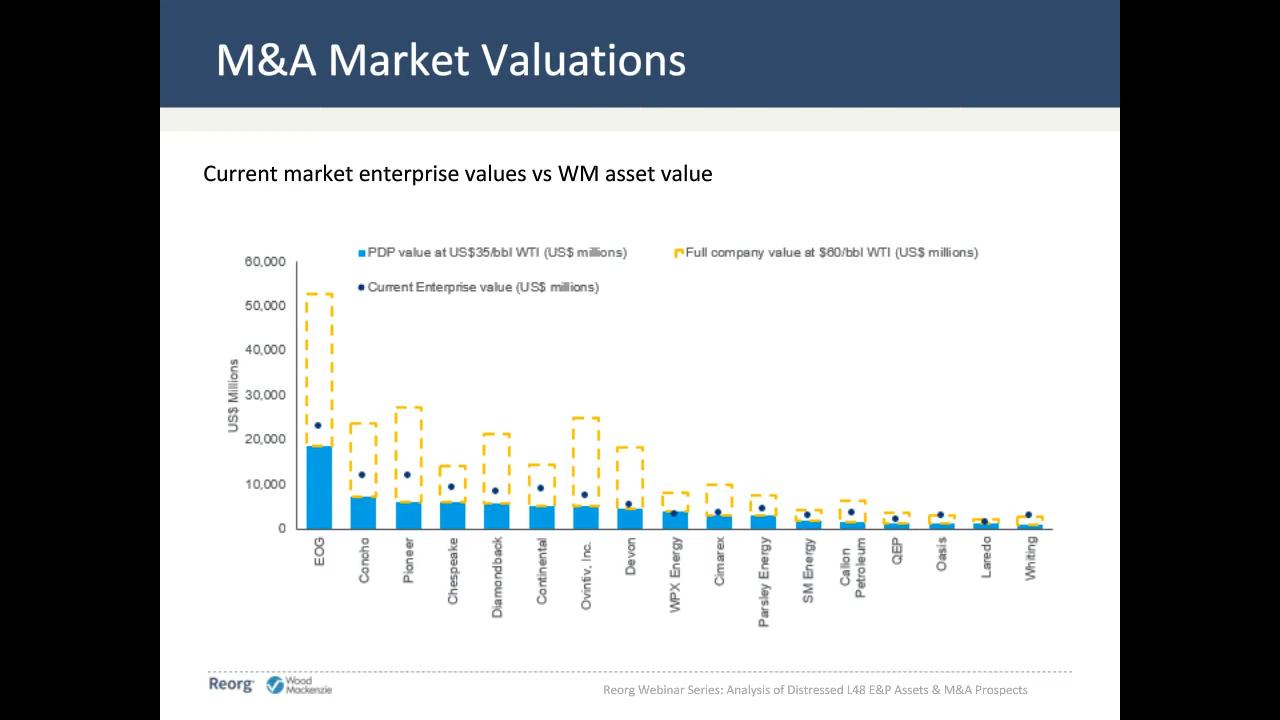 M&A Market Valuations
Current market enterprise values vs WM asset value
PDP value at US$35/bbl WTI (US$ millions)
Full company value at $60/bbl WTI (US$ millions)
Current Enterprise value (US$ millions)
US$ Millions
60,000
50,000
40,000
30,000
20,000
10,000
0
EOG
Concho
Pioneer
Chespeake
Diamondback
Continental
Ovintiv, Inc.
Devon
WPX Energy
Cimarex
Parsley Energy
SM Energy
Callon
Petroleum
QEP
Oasis
Laredo
Whiting
Reorg
Wood
Mackenzie
Reorg Webinar Series: Analysis of Distressed L48 E&P Assets & M&A Prospects